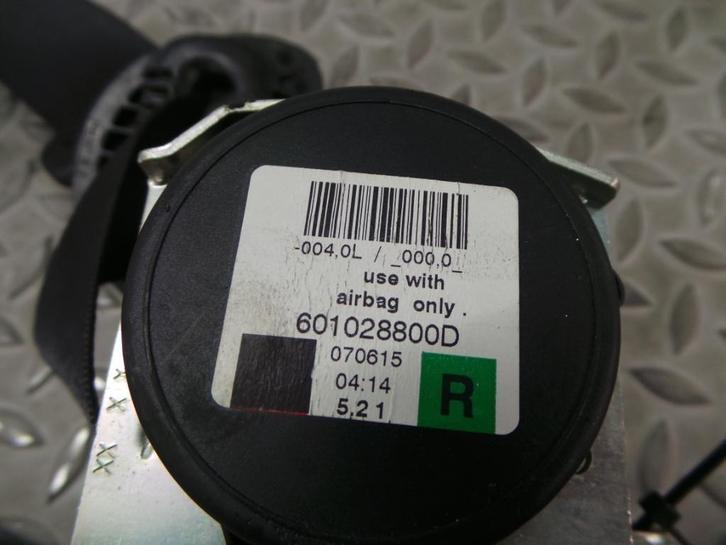 -004,0L / _000,0_
use with
airbag only .
601028800D
070615
04:14
5,21
R